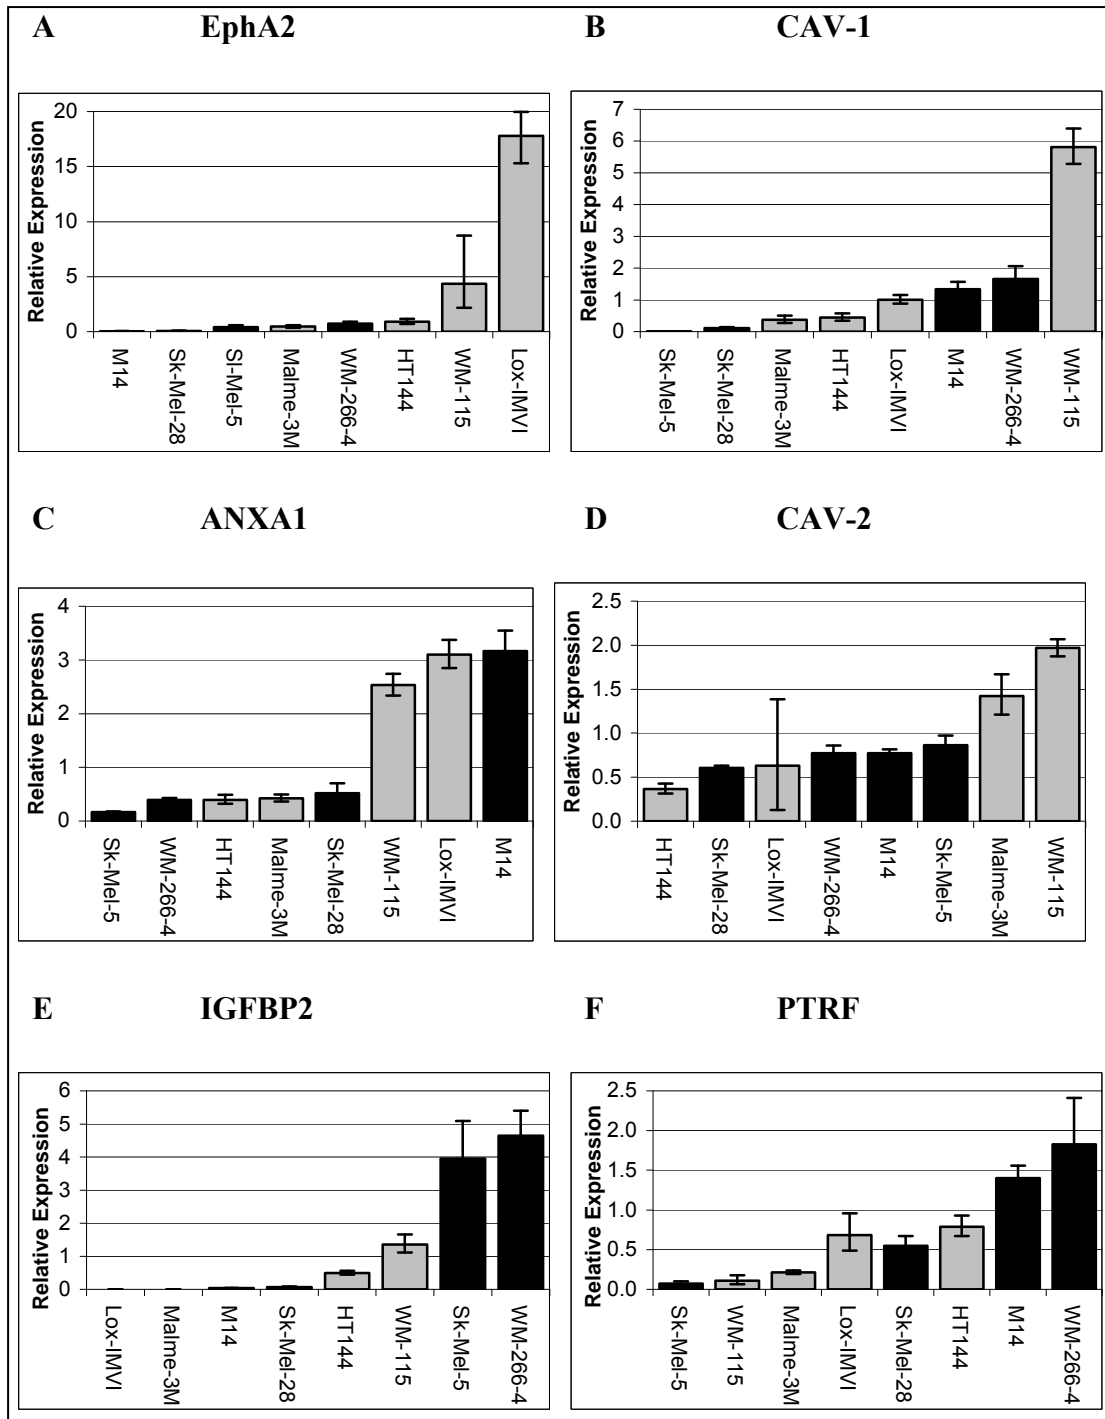 A EphA2
Relative Expression
20
15
10
5
0
M14
Sk-Mel-28
Sl-Mel-5
Malme-3M
WM-266-4
HT144
WM-115
Lox-IMVI
B CAV-1
Relative Expression
7
6
5
4
3
2
1
0
Sk-Mel-5
Sk-Mel-28
Malme-3M
HT144
Lox-IMVI
M14
WM-266-4
WM-115
C ANXA1
Relative Expression
4
3
2
1
0
Sk-Mel-5
WM-266-4
HT144
Malme-3M
Sk-Mel-28
WM-115
Lox-IMVI
M14
D CAV-2
Relative Expression
2.5
2.0
1.5
1.0
0.5
0.0
HT144
Sk-Mel-28
Lox-IMVI
WM-266-4
M14
Sk-Mel-5
Malme-3M
WM-115
E IGFBP2
Relative Expression
6
5
4
3
2
1
0
Lox-IMVI
Malme-3M
M14
Sk-Mel-28
HT144
WM-115
Sk-Mel-5
WM-266-4
F PTRF
Relative Expression
2.5
2.0
1.5
1.0
0.5
0.0
Sk-Mel-5
WM-115
Malme-3M
Lox-IMVI
Sk-Mel-28
HT144
M14
WM-266-4